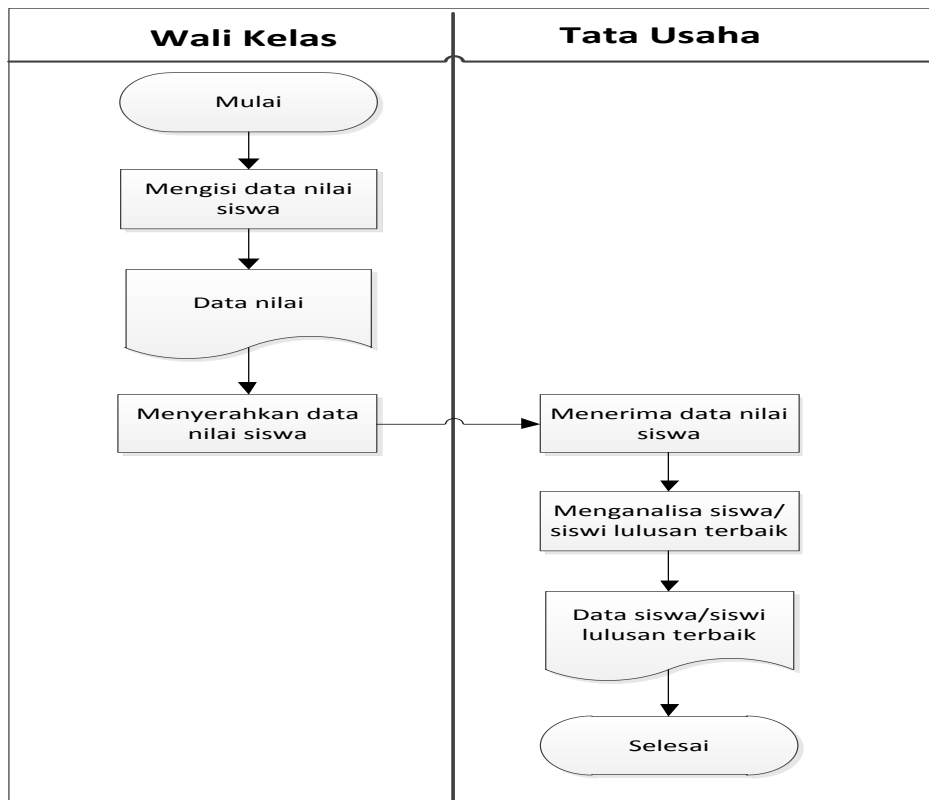 Wali Kelas
Tata Usaha
Mulai
Mengisi data nilai
siswa
Data nilai
Menyerahkan data
nilai siswa
Menerima data nilai
siswa
Menganalisa siswa/
siswi lulusan terbaik
Data siswa/siswi
lulusan terbaik
Selesai